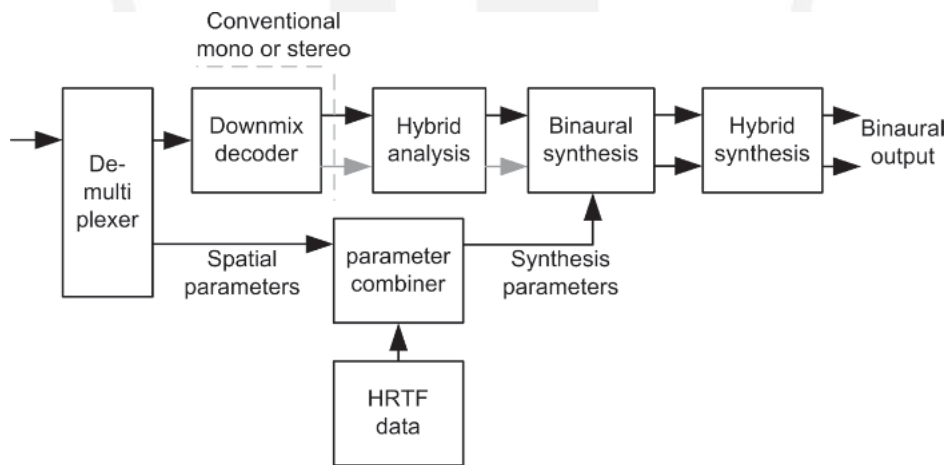 Conventional
mono or stereo
De-
multi
plexer
Downmix
decoder
Hybrid
analysis
Binaural
synthesis
Hybrid
synthesis
Binaural
output
Spatial
parameters
parameter
combiner
Synthesis
parameters
HRTF
data